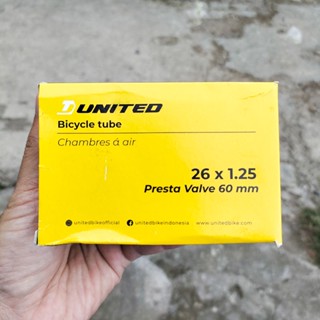 UNITED
Bicycle tube
Chambres á air
26 x 1.25
Presta Valve 60 mm
unitedbikeofficial unitedbikeindonesia www.unitedbike.com